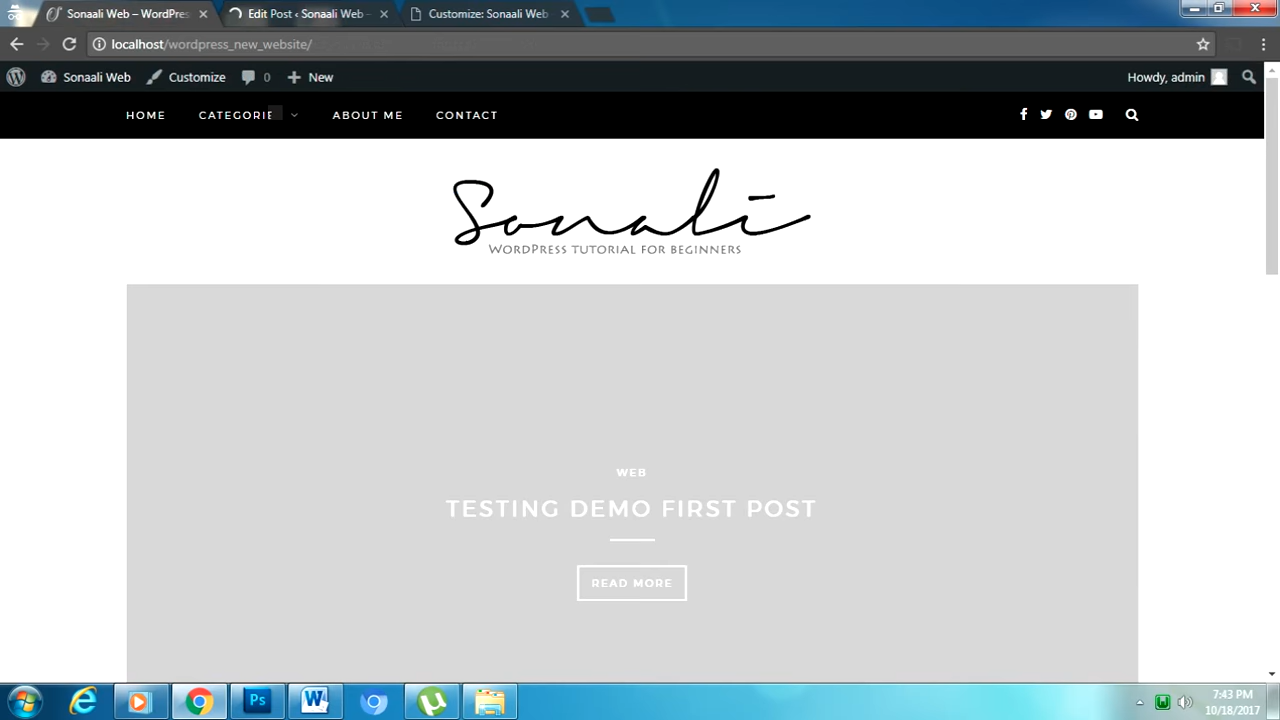 Sonaali Web – WordPres
Edit Post ‹ Sonaali Web –
Customize: Sonaali Web
localhost/wordpress_new_website/
Sonaali Web
Customize
0
New
Howdy, admin
HOME
CATEGORIE
ABOUT ME
CONTACT
Sonali
WORDPRESS TUTORIAL FOR BEGINNERS
WEB
TESTING DEMO FIRST POST
READ MORE
7:43 PM
10/18/2017